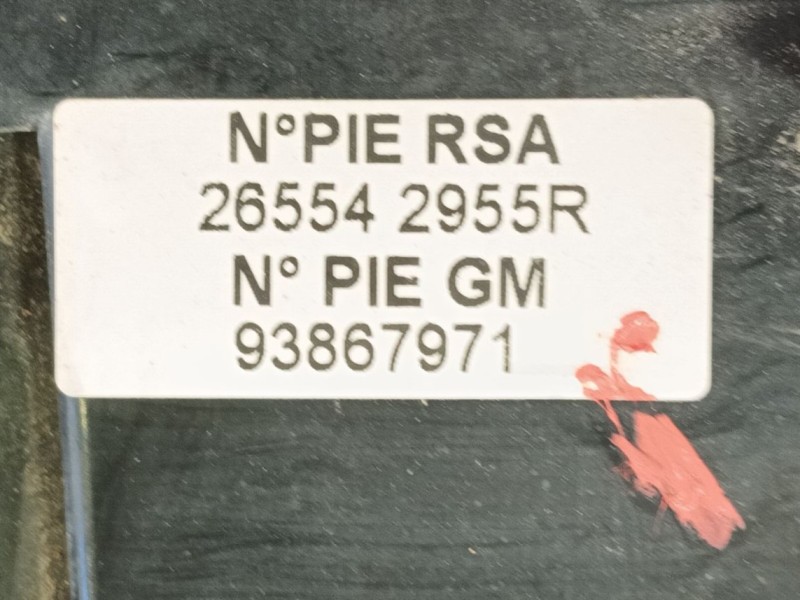 N°PIE RSA
26554 2955R
N° PIE GM
93867971